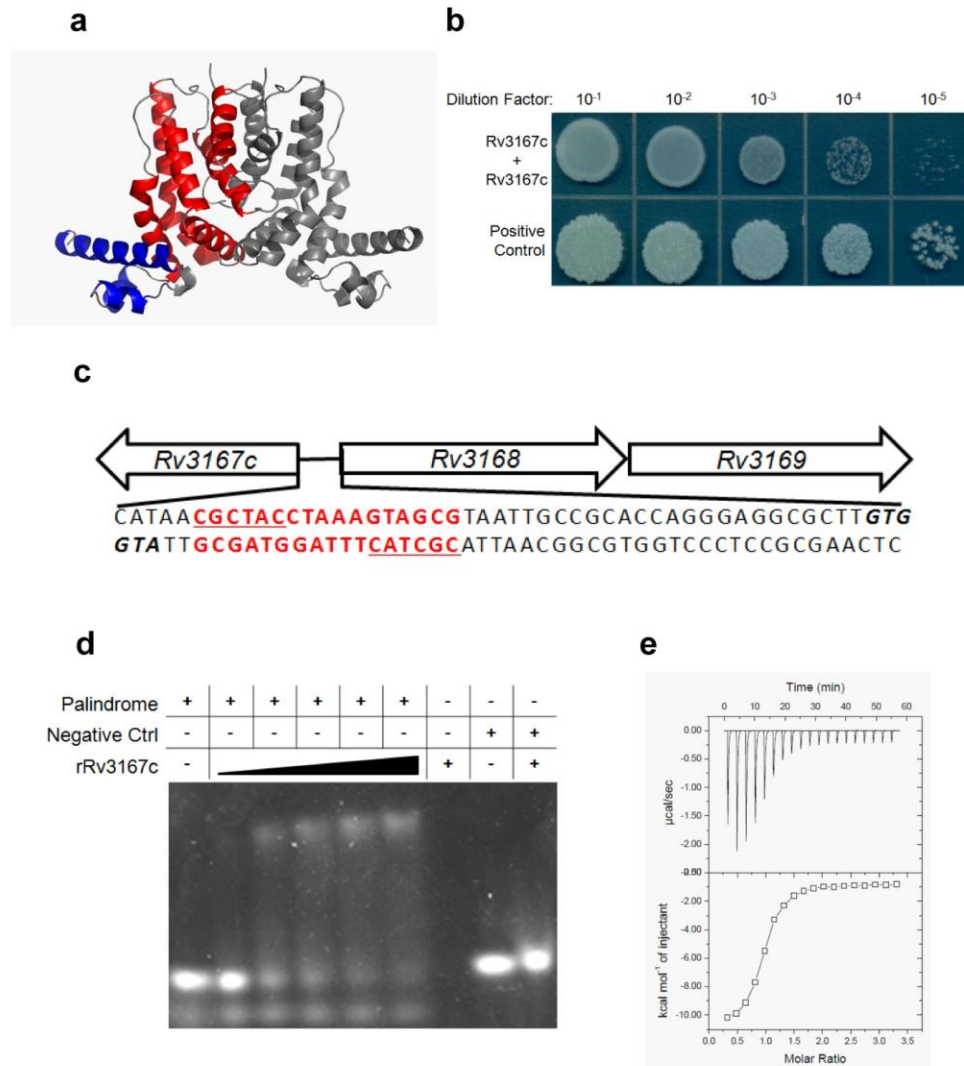 a
b
Dilution Factor: 10-1 10-2 10-3 10-4 10-5
Rv3167c
+
Rv3167c
Positive
Control
c
Rv3167c Rv3168 Rv3169
CATAACGCTACCTAAAGTAGCGTAATTGCCGCACCAGGGAGGCGCTTGTG
GTATTGCGATGGATTTCATCGCATTAACGGCGTGGTCCCTCCGCGAACTC
d
Palindrome + + + + + + - - -
Negative Ctrl - - - - - - - + +
rRv3167c - + - +
e
Time (min)
0 10 20 30 40 50 60
0.00
-0.50
-1.00
-1.50
-2.00
µcal/sec
-2.00
-4.00
-6.00
-8.00
-10.00
kcal mol-1 of injectant
0.0 0.5 1.0 1.5 2.0 2.5 3.0 3.5
Molar Ratio